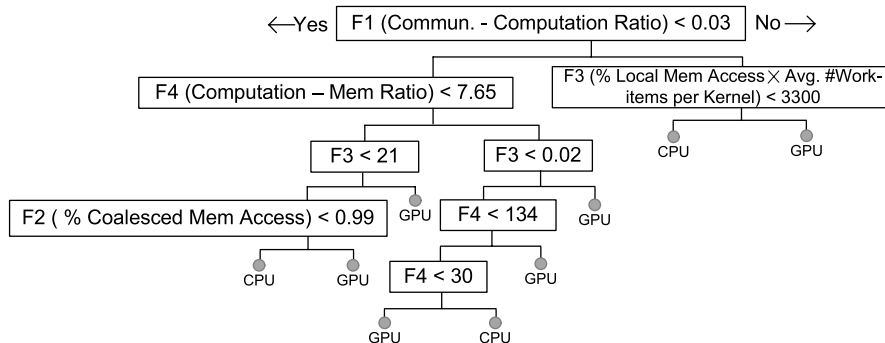 Yes
F1 (Commun. - Computation Ratio) < 0.03
No
F4 (Computation – Mem Ratio) < 7.65
F3 (% Local Mem Access × Avg. #Work-
items per Kernel) < 3300
F3 < 21
F3 < 0.02
CPU
GPU
F2 ( % Coalesced Mem Access) < 0.99
GPU
F4 < 134
GPU
CPU
GPU
F4 < 30
GPU
GPU
CPU